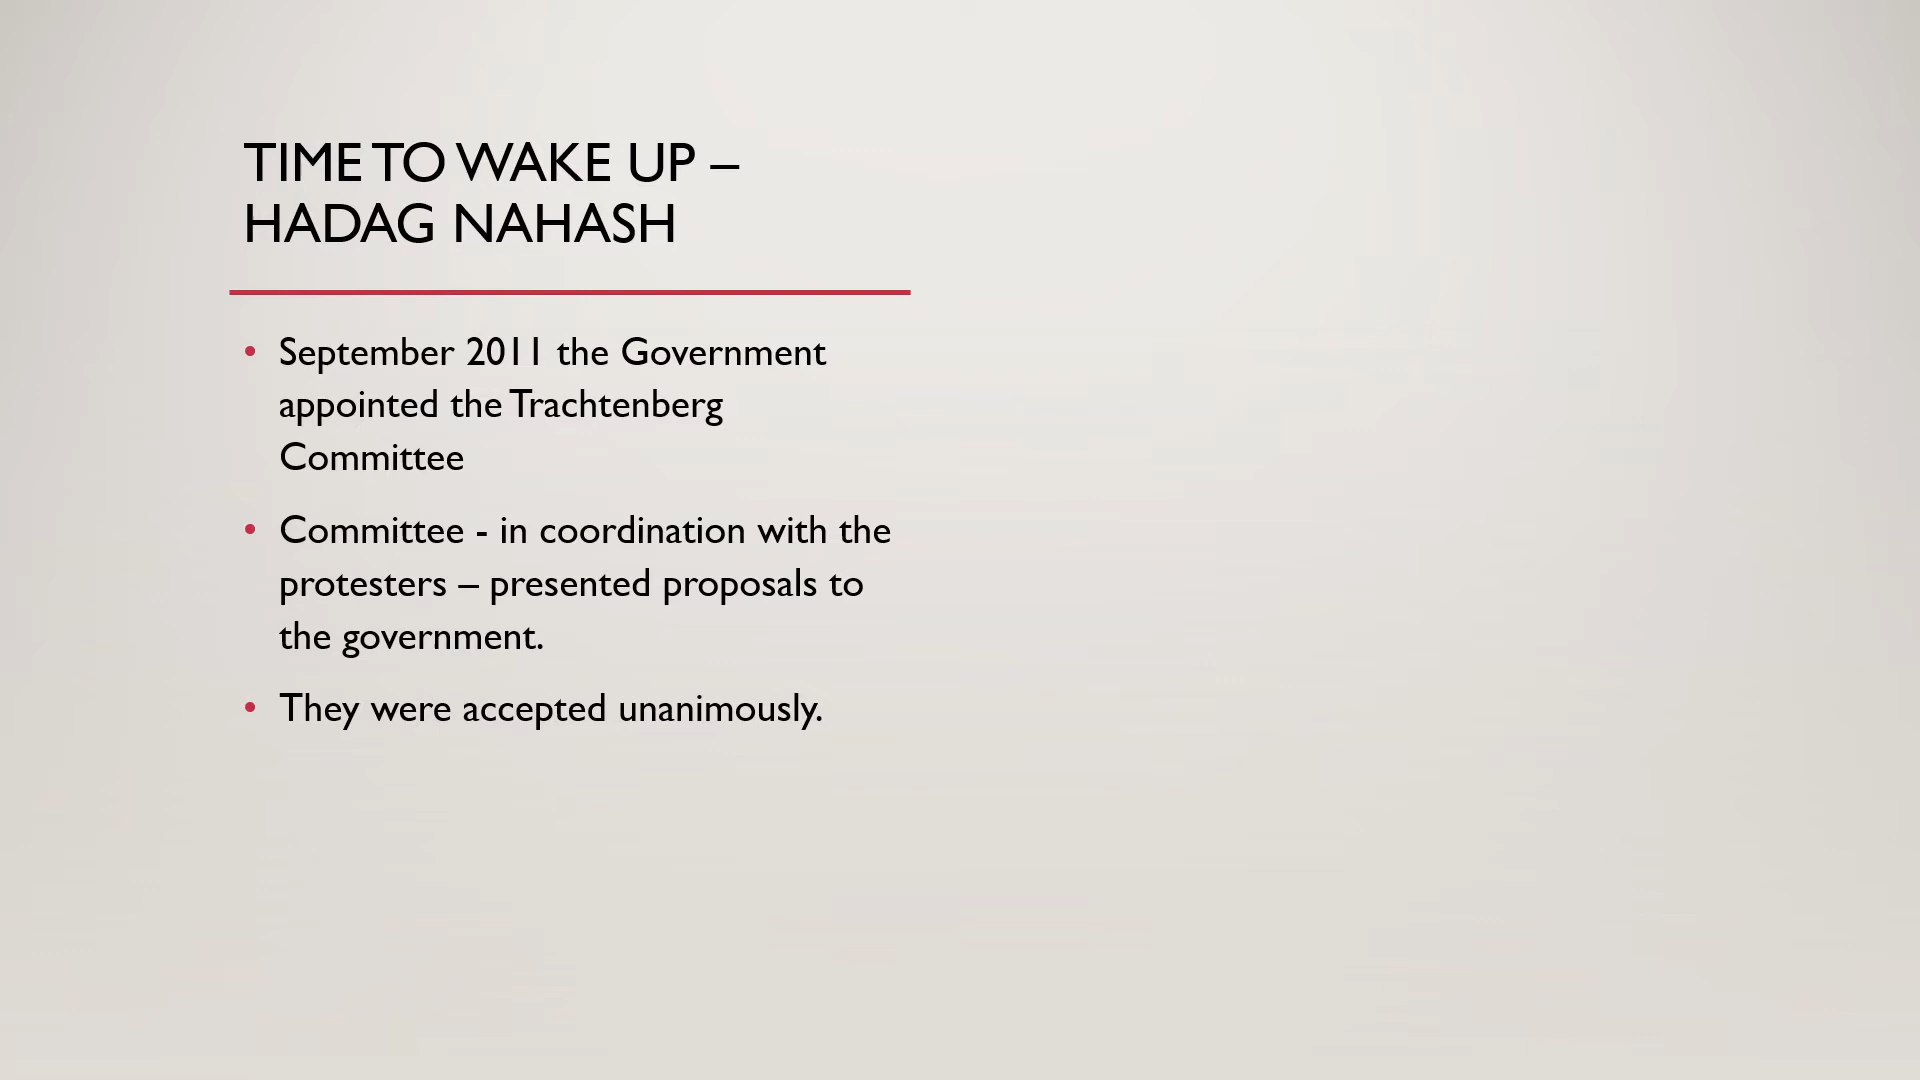 TIME TO WAKE UP –
HADAG NAHASH
• September 2011 the Government
appointed the Trachtenberg
Committee
• Committee - in coordination with the
protesters – presented proposals to
the government.
• They were accepted unanimously.